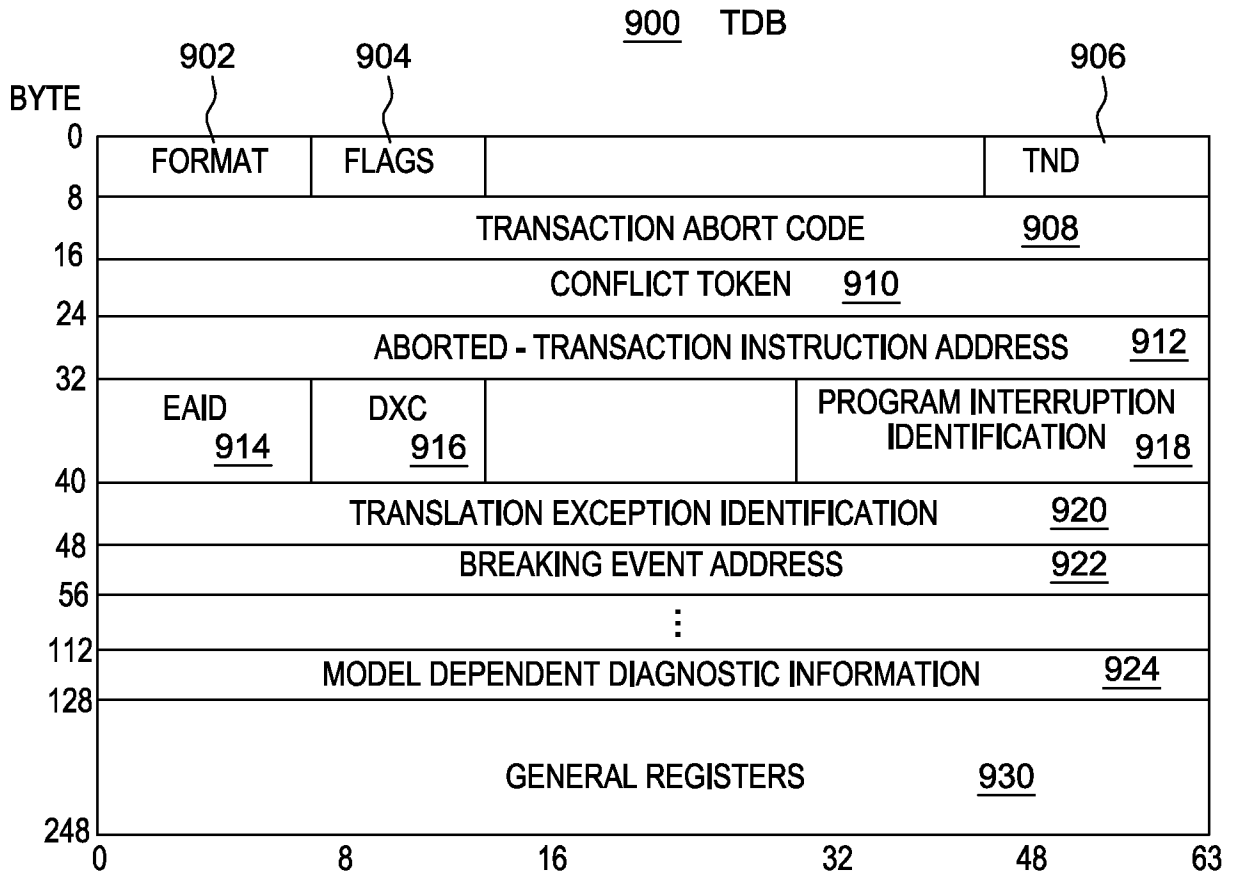 900 TDB
902 904 906
BYTE
0
FORMAT FLAGS TND
8
TRANSACTION ABORT CODE 908
16
CONFLICT TOKEN 910
24
ABORTED - TRANSACTION INSTRUCTION ADDRESS 912
32
EAID DXC PROGRAM INTERRUPTION
914 916 IDENTIFICATION 918
40
TRANSLATION EXCEPTION IDENTIFICATION 920
48
BREAKING EVENT ADDRESS 922
56
⋮
112
MODEL DEPENDENT DIAGNOSTIC INFORMATION 924
128
GENERAL REGISTERS 930
248
0 8 16 32 48 63